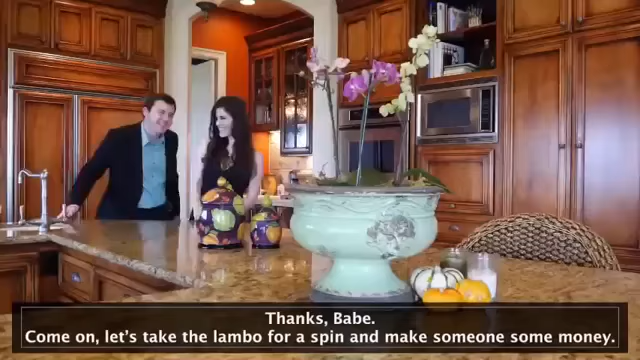 Thanks, Babe.
Come on, let's take the lambo for a spin and make someone some money.